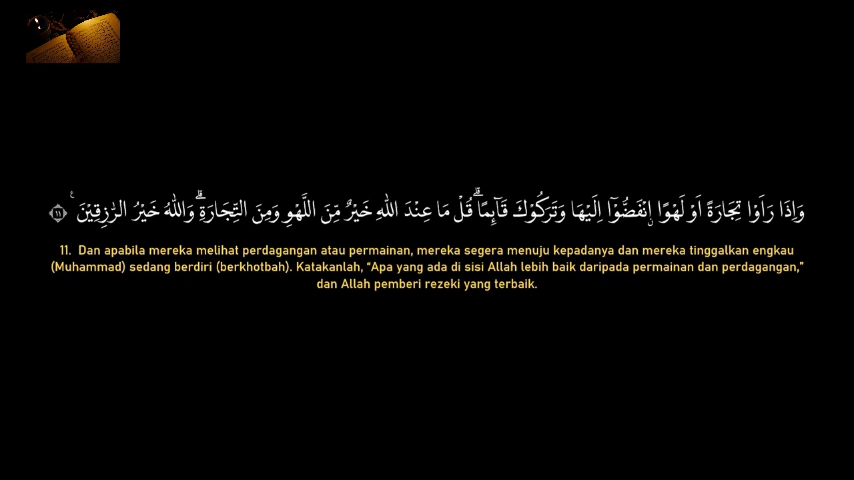 وَاِذَا رَاَوْا تِجَارَةً اَوْ لَهْوًا ۨانْفَضُّوْٓا اِلَيْهَا وَتَرَكُوْكَ قَاۤىِٕمًاۗ قُلْ مَا عِنْدَ اللّٰهِ خَيْرٌ مِّنَ اللَّهْوِ وَمِنَ التِّجَارَةِۗ وَاللّٰهُ خَيْرُ الرّٰزِقِيْنَ ࣖ ١١
11. Dan apabila mereka melihat perdagangan atau permainan, mereka segera menuju kepadanya dan mereka tinggalkan engkau
(Muhammad) sedang berdiri (berkhotbah). Katakanlah, “Apa yang ada di sisi Allah lebih baik daripada permainan dan perdagangan,”
dan Allah pemberi rezeki yang terbaik.